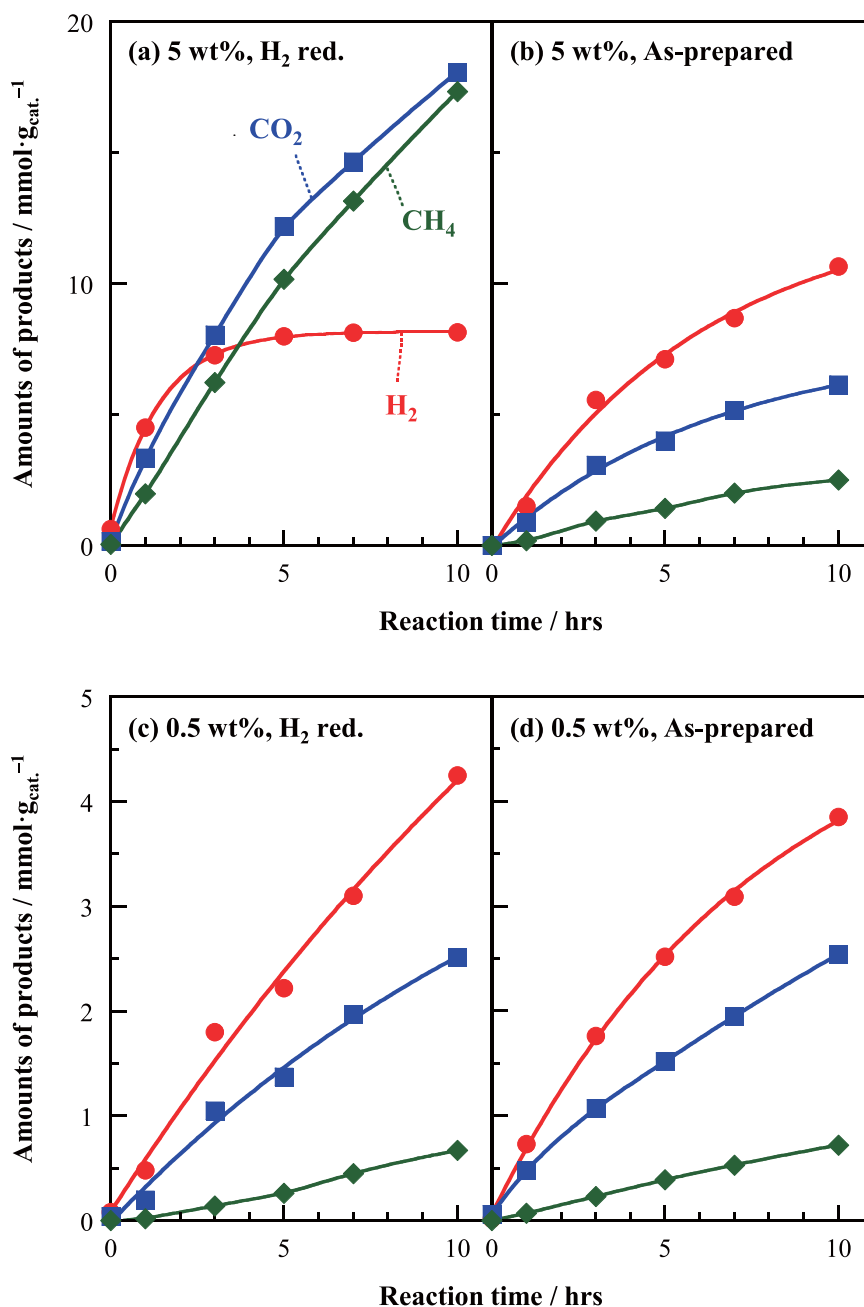 (a) 5 wt%, H₂ red.
(b) 5 wt%, As-prepared
CO₂
CH₄
H₂
Amounts of products / mmol·g_cat.⁻¹
20
10
0
0 5 10
0 5 10
Reaction time / hrs
(c) 0.5 wt%, H₂ red.
(d) 0.5 wt%, As-prepared
Amounts of products / mmol·g_cat.⁻¹
5
4
3
2
1
0
0 5 10
0 5 10
Reaction time / hrs